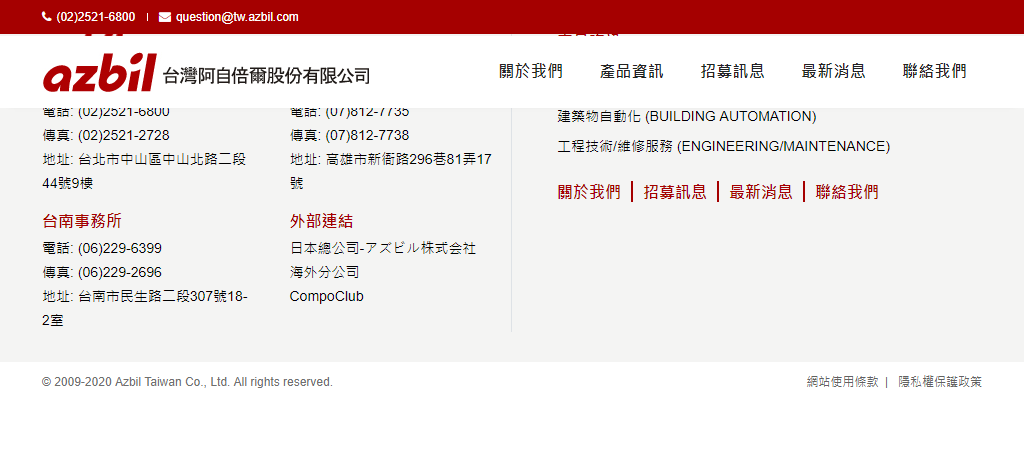 (02)2521-6800 | question@tw.azbil.com
azbil 台灣阿自倍爾股份有限公司
關於我們 產品資訊 招募訊息 最新消息 聯絡我們
電話: (02)2521-6800
傳真: (02)2521-2728
地址: 台北市中山區中山北路二段
44號9樓
電話: (07)812-7735
傳真: (07)812-7738
地址: 高雄市新衙路296巷81弄17
號
台南事務所
電話: (06)229-6399
傳真: (06)229-2696
地址: 台南市民生路二段307號18-
2室
外部連結
日本總公司-アズビル株式会社
海外分公司
CompoClub
建築物自動化 (BUILDING AUTOMATION)
工程技術/維修服務 (ENGINEERING/MAINTENANCE)
關於我們 | 招募訊息 | 最新消息 | 聯絡我們
© 2009-2020 Azbil Taiwan Co., Ltd. All rights reserved.
網站使用條款 | 隱私權保護政策